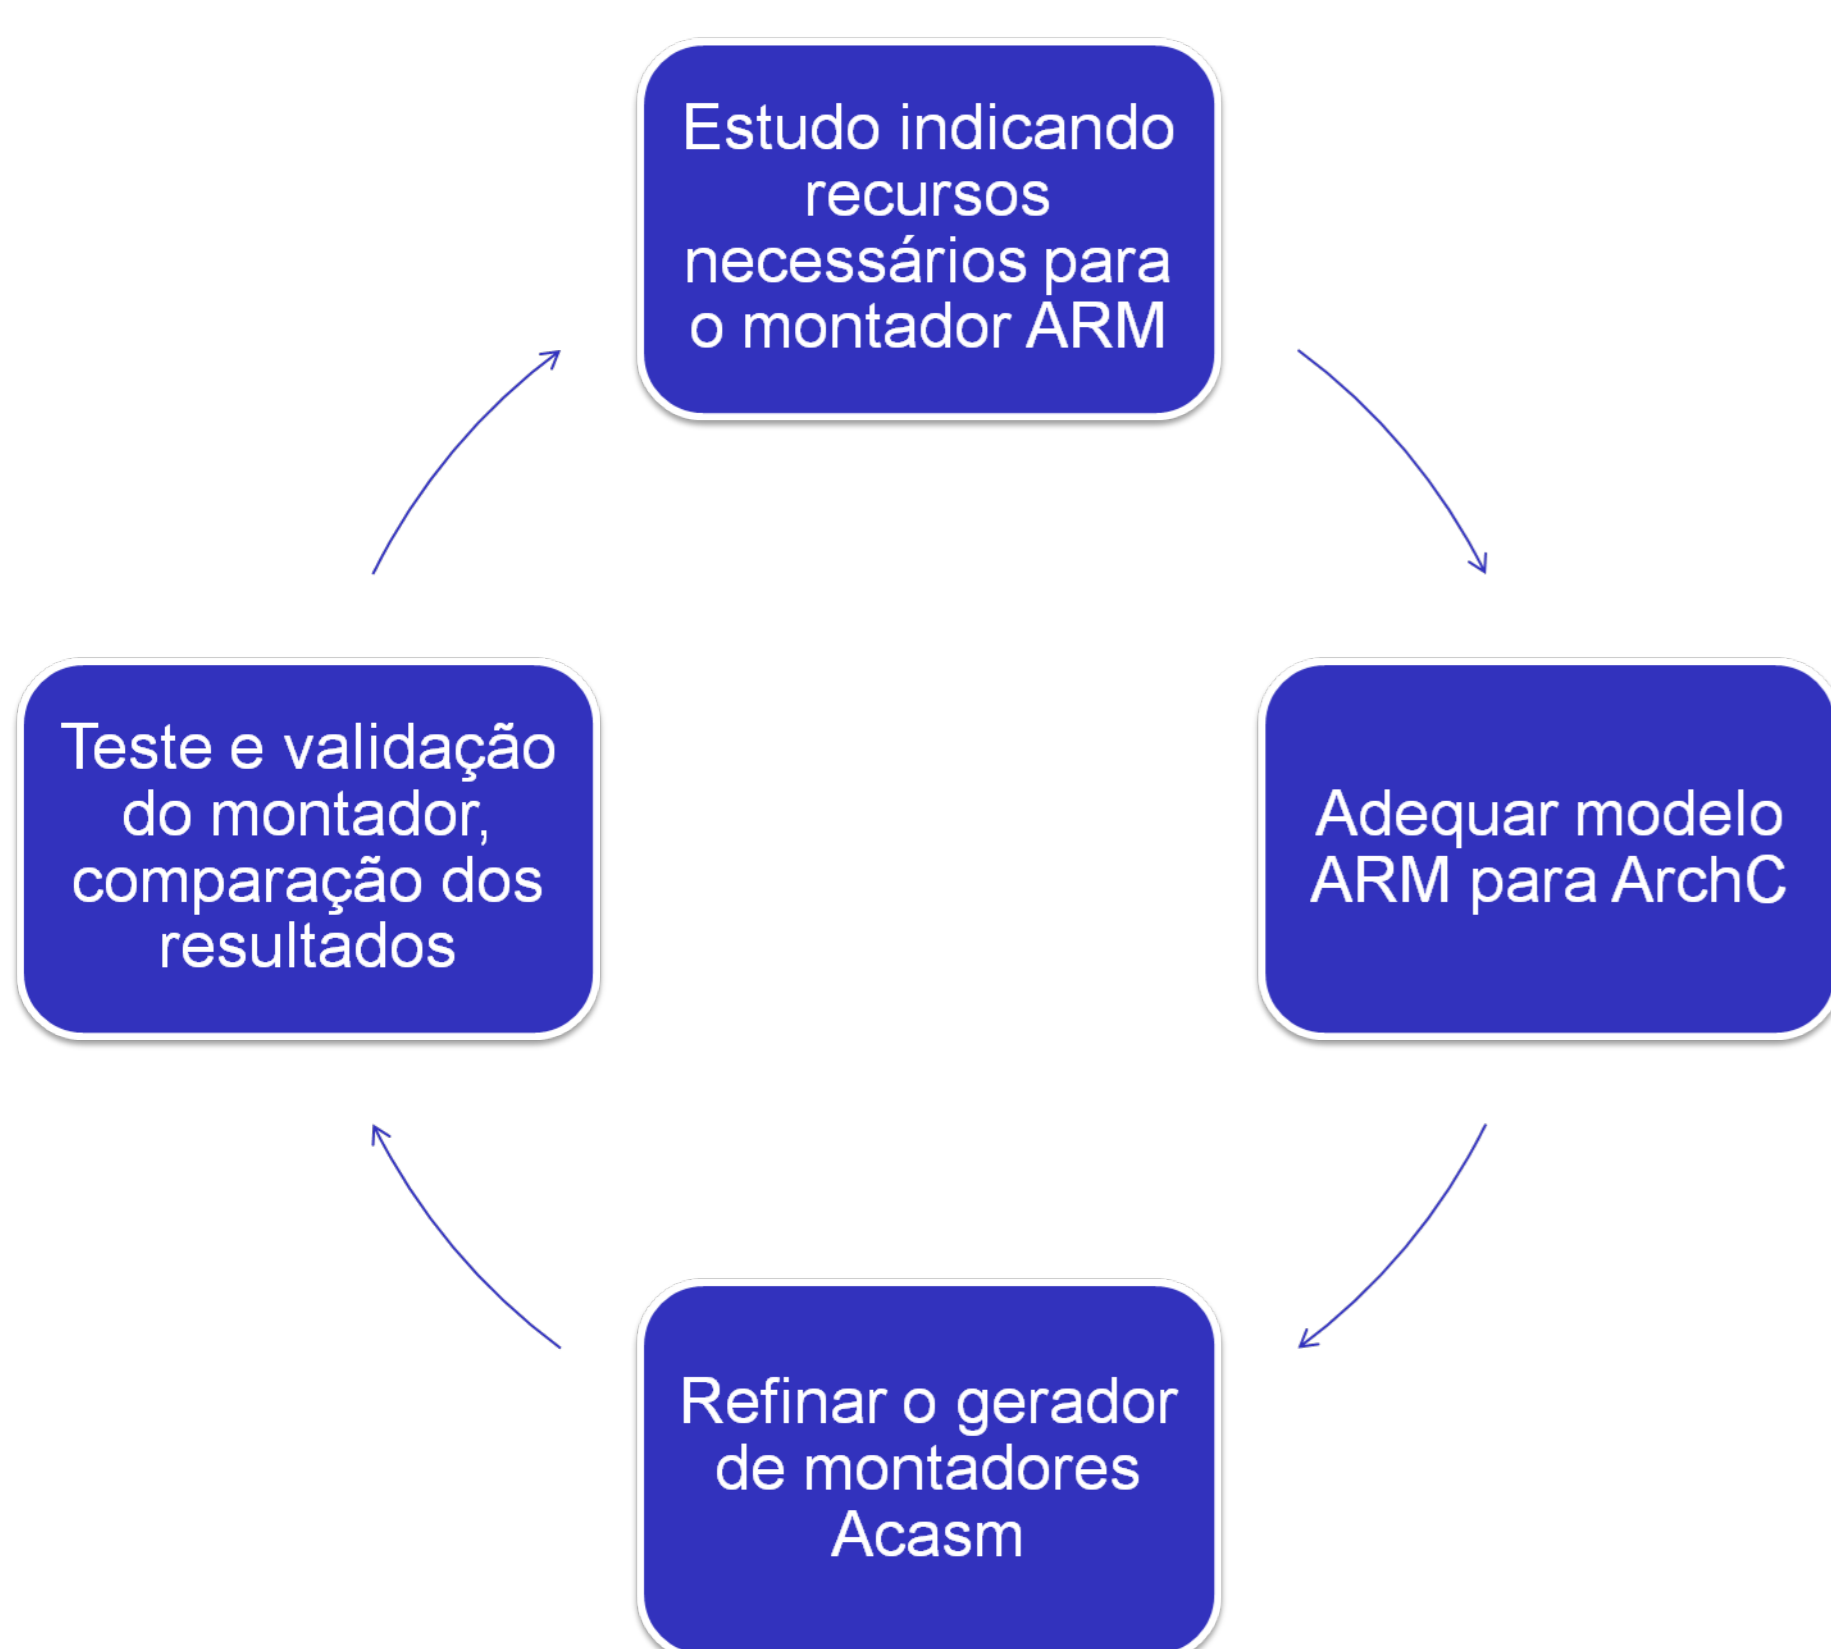 Estudo indicando
recursos
necessários para
o montador ARM
Teste e validação
do montador,
comparação dos
resultados
Adequar modelo
ARM para ArchC
Refinar o gerador
de montadores
Acasm